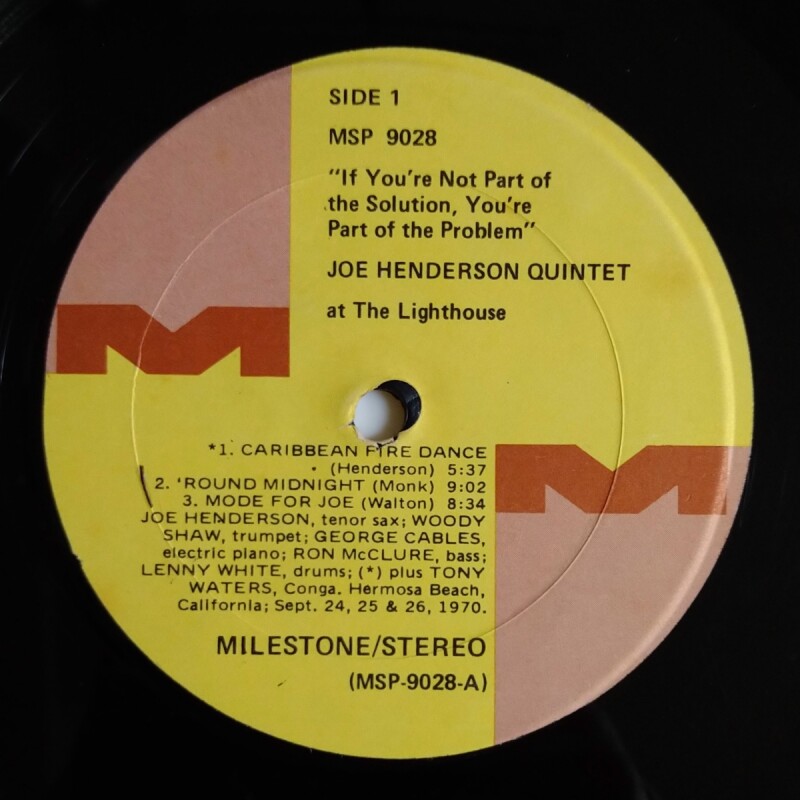 SIDE 1
MSP 9028
"If You're Not Part of
the Solution, You're
Part of the Problem"
JOE HENDERSON QUINTET
at The Lighthouse
M
*1. CARIBBEAN FIRE DANCE
(Henderson) 5:37
2. 'ROUND MIDNIGHT (Monk) 9:02
3. MODE FOR JOE (Walton) 8:34
JOE HENDERSON, tenor sax; WOODY
SHAW, trumpet; GEORGE CABLES,
electric piano; RON McCLURE, bass;
LENNY WHITE, drums; (*) plus TONY
WATERS, Conga. Hermosa Beach,
California; Sept. 24, 25 & 26, 1970.
M
MILESTONE/STEREO
(MSP-9028-A)